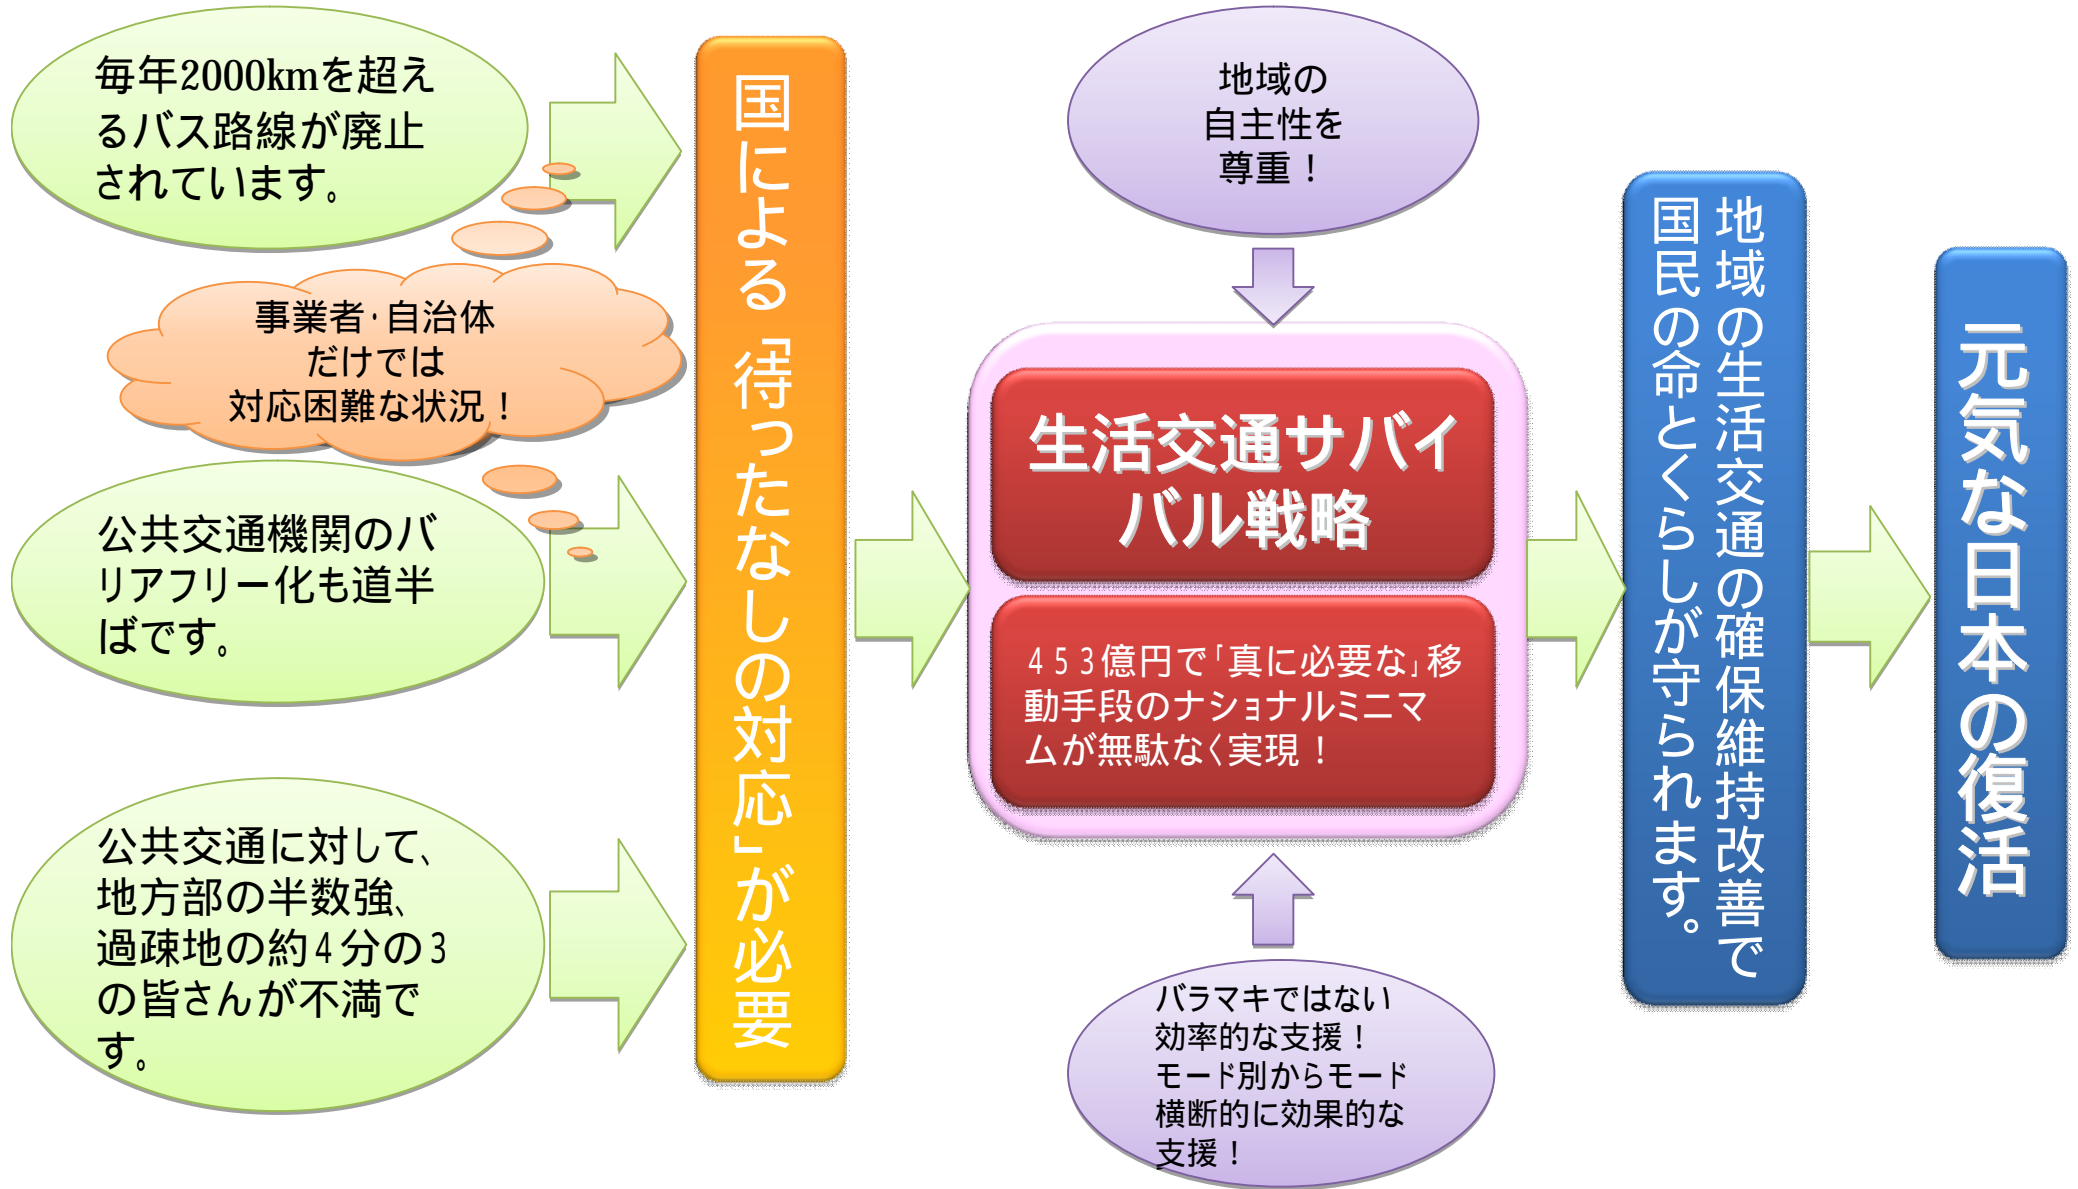 毎年2000kmを超え
るバス路線が廃止
されています。
事業者・自治体
だけでは
対応困難な状況！
公共交通機関のバ
リアフリー化も道半
ばです。
公共交通に対して、
地方部の半数強、
過疎地の約４分の３
の皆さんが不満で
す。
国による「待ったなしの対応」が必要
地域の
自主性を
尊重！
生活交通サバイ
バル戦略
４５３億円で「真に必要な」移
動手段のナショナルミニマ
ムが無駄なく実現！
バラマキではない
効率的な支援！
モード別からモード
横断的に効果的な
支援！
地域の生活交通の確保維持改善で
国民の命とくらしが守られます。
元気な日本の復活